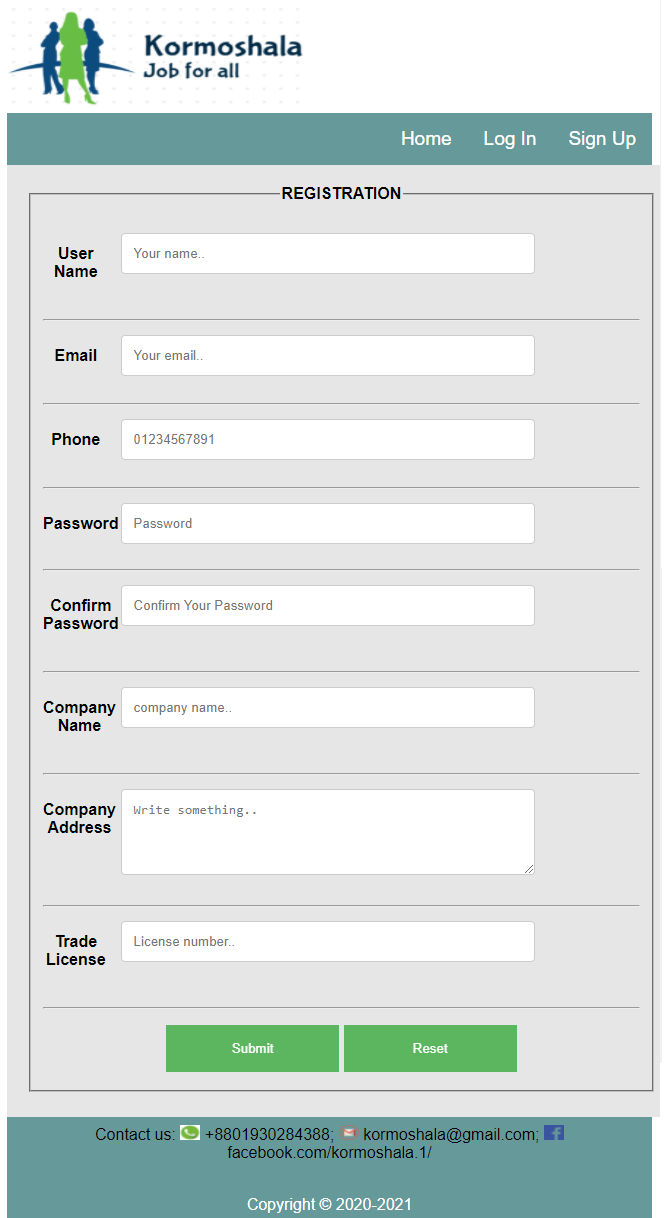 Kormoshala
Job for all
Home Log In Sign Up
REGISTRATION
User
Name
Your name..
Email
Your email..
Phone
01234567891
Password
Password
Confirm
Password
Confirm Your Password
Company
Name
company name..
Company
Address
Write something..
Trade
License
License number..
Submit
Reset
Contact us: +8801930284388; kormoshala@gmail.com;
facebook.com/kormoshala.1/
Copyright © 2020-2021